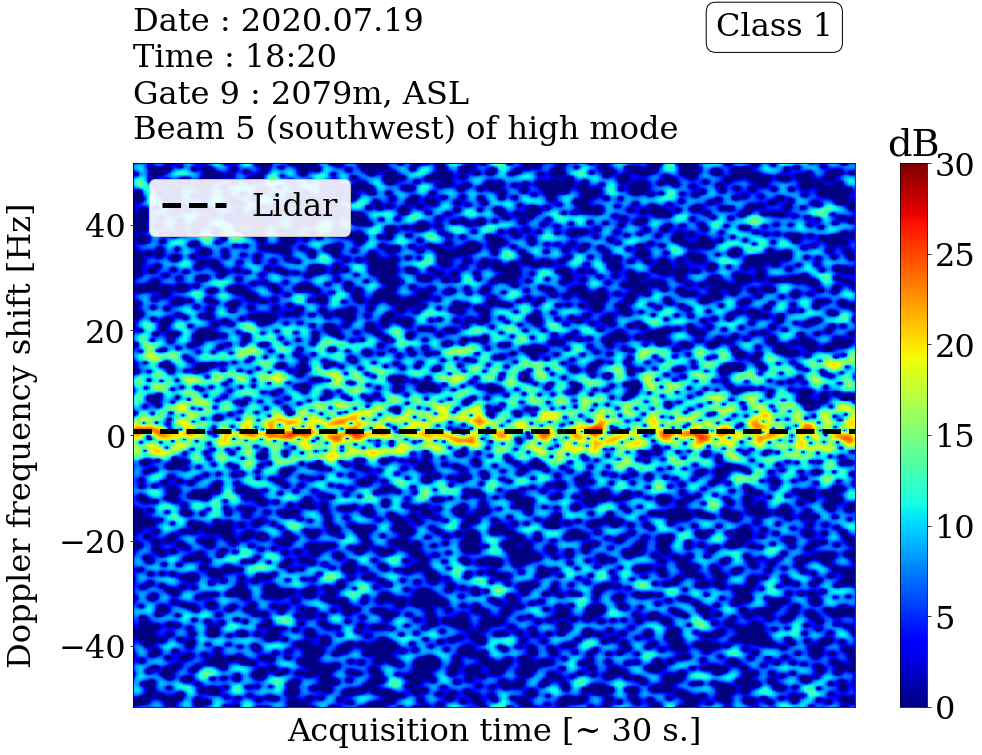 Date : 2020.07.19
Time : 18:20
Gate 9 : 2079m, ASL
Beam 5 (southwest) of high mode
Class 1
dB
Lidar
Doppler frequency shift [Hz]
40
20
0
−20
−40
Acquisition time [~ 30 s.]
30
25
20
15
10
5
0